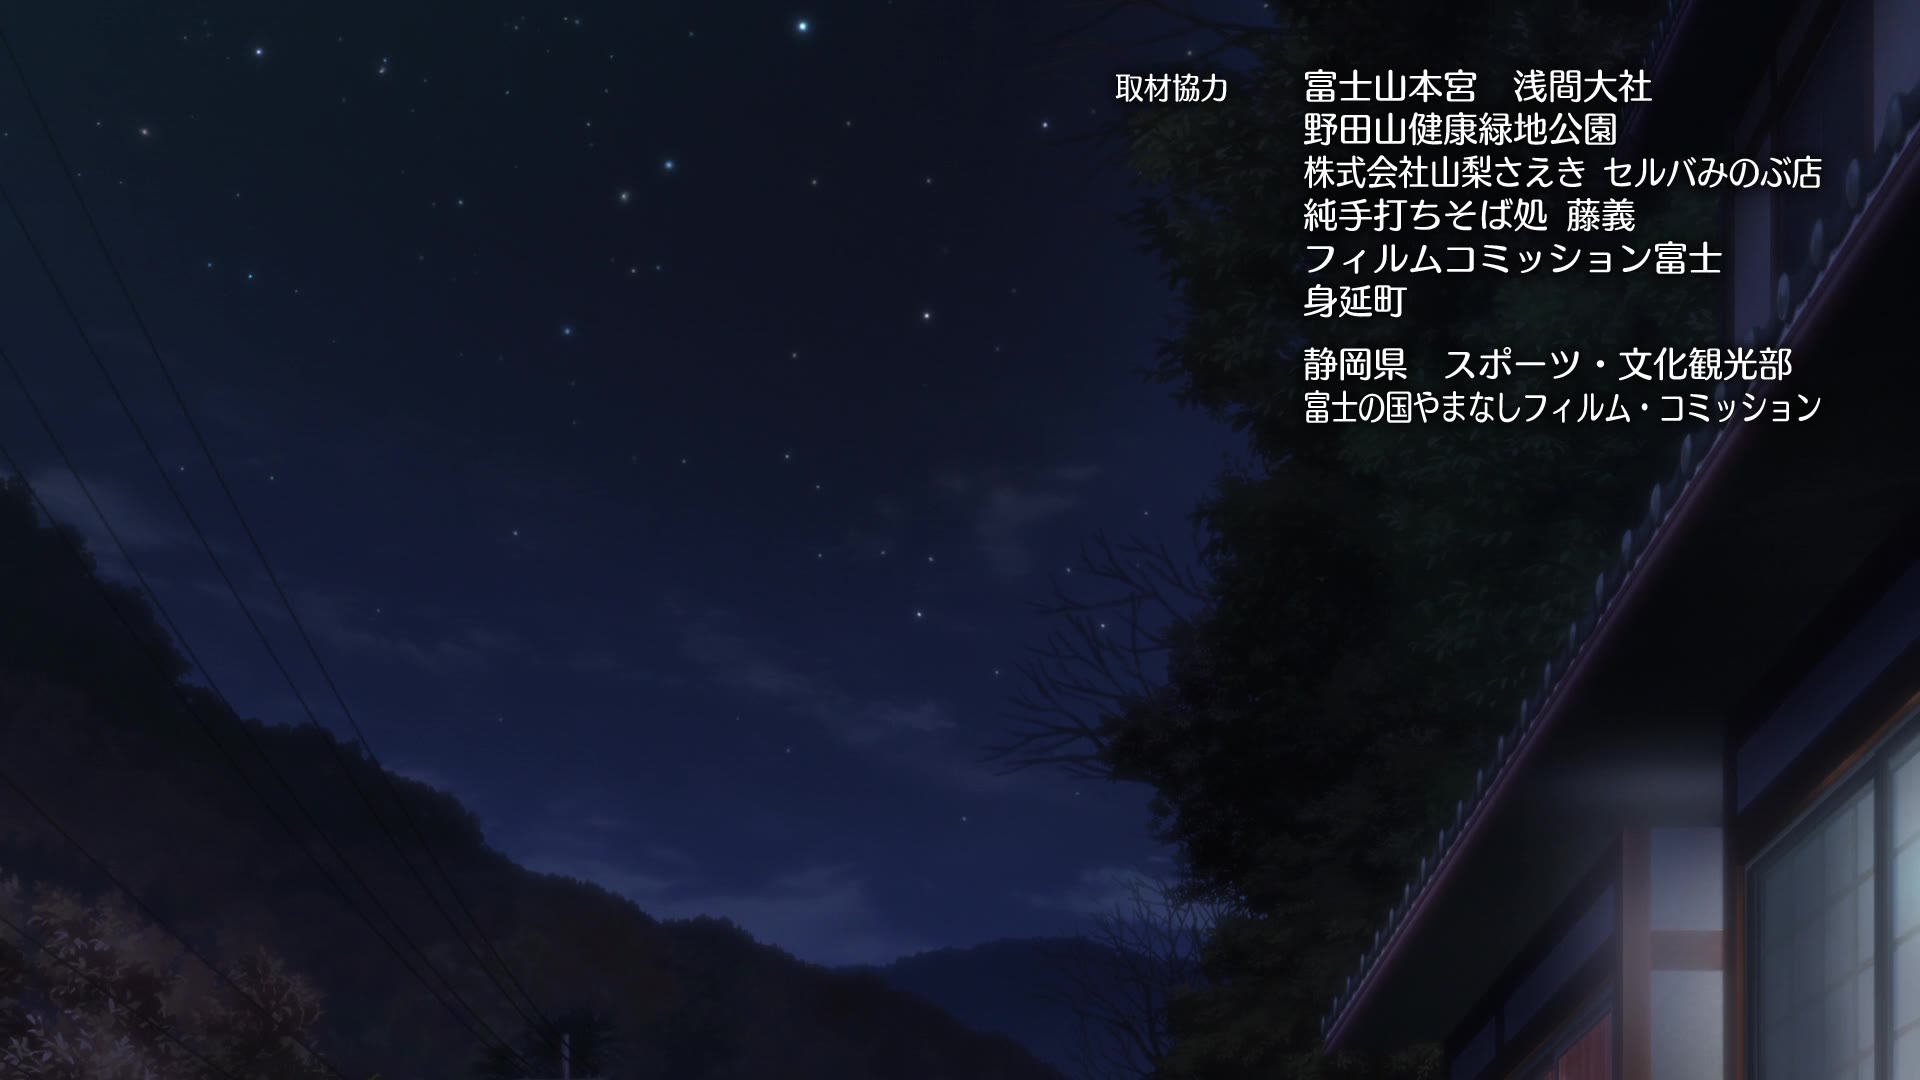 取材協力　富士山本宮　浅間大社
野田山健康緑地公園
株式会社山梨さえき セルバみのぶ店
純手打ちそば処 藤義
フィルムコミッション富士
身延町
静岡県　スポーツ・文化観光部
富士の国やまなしフィルム・コミッション